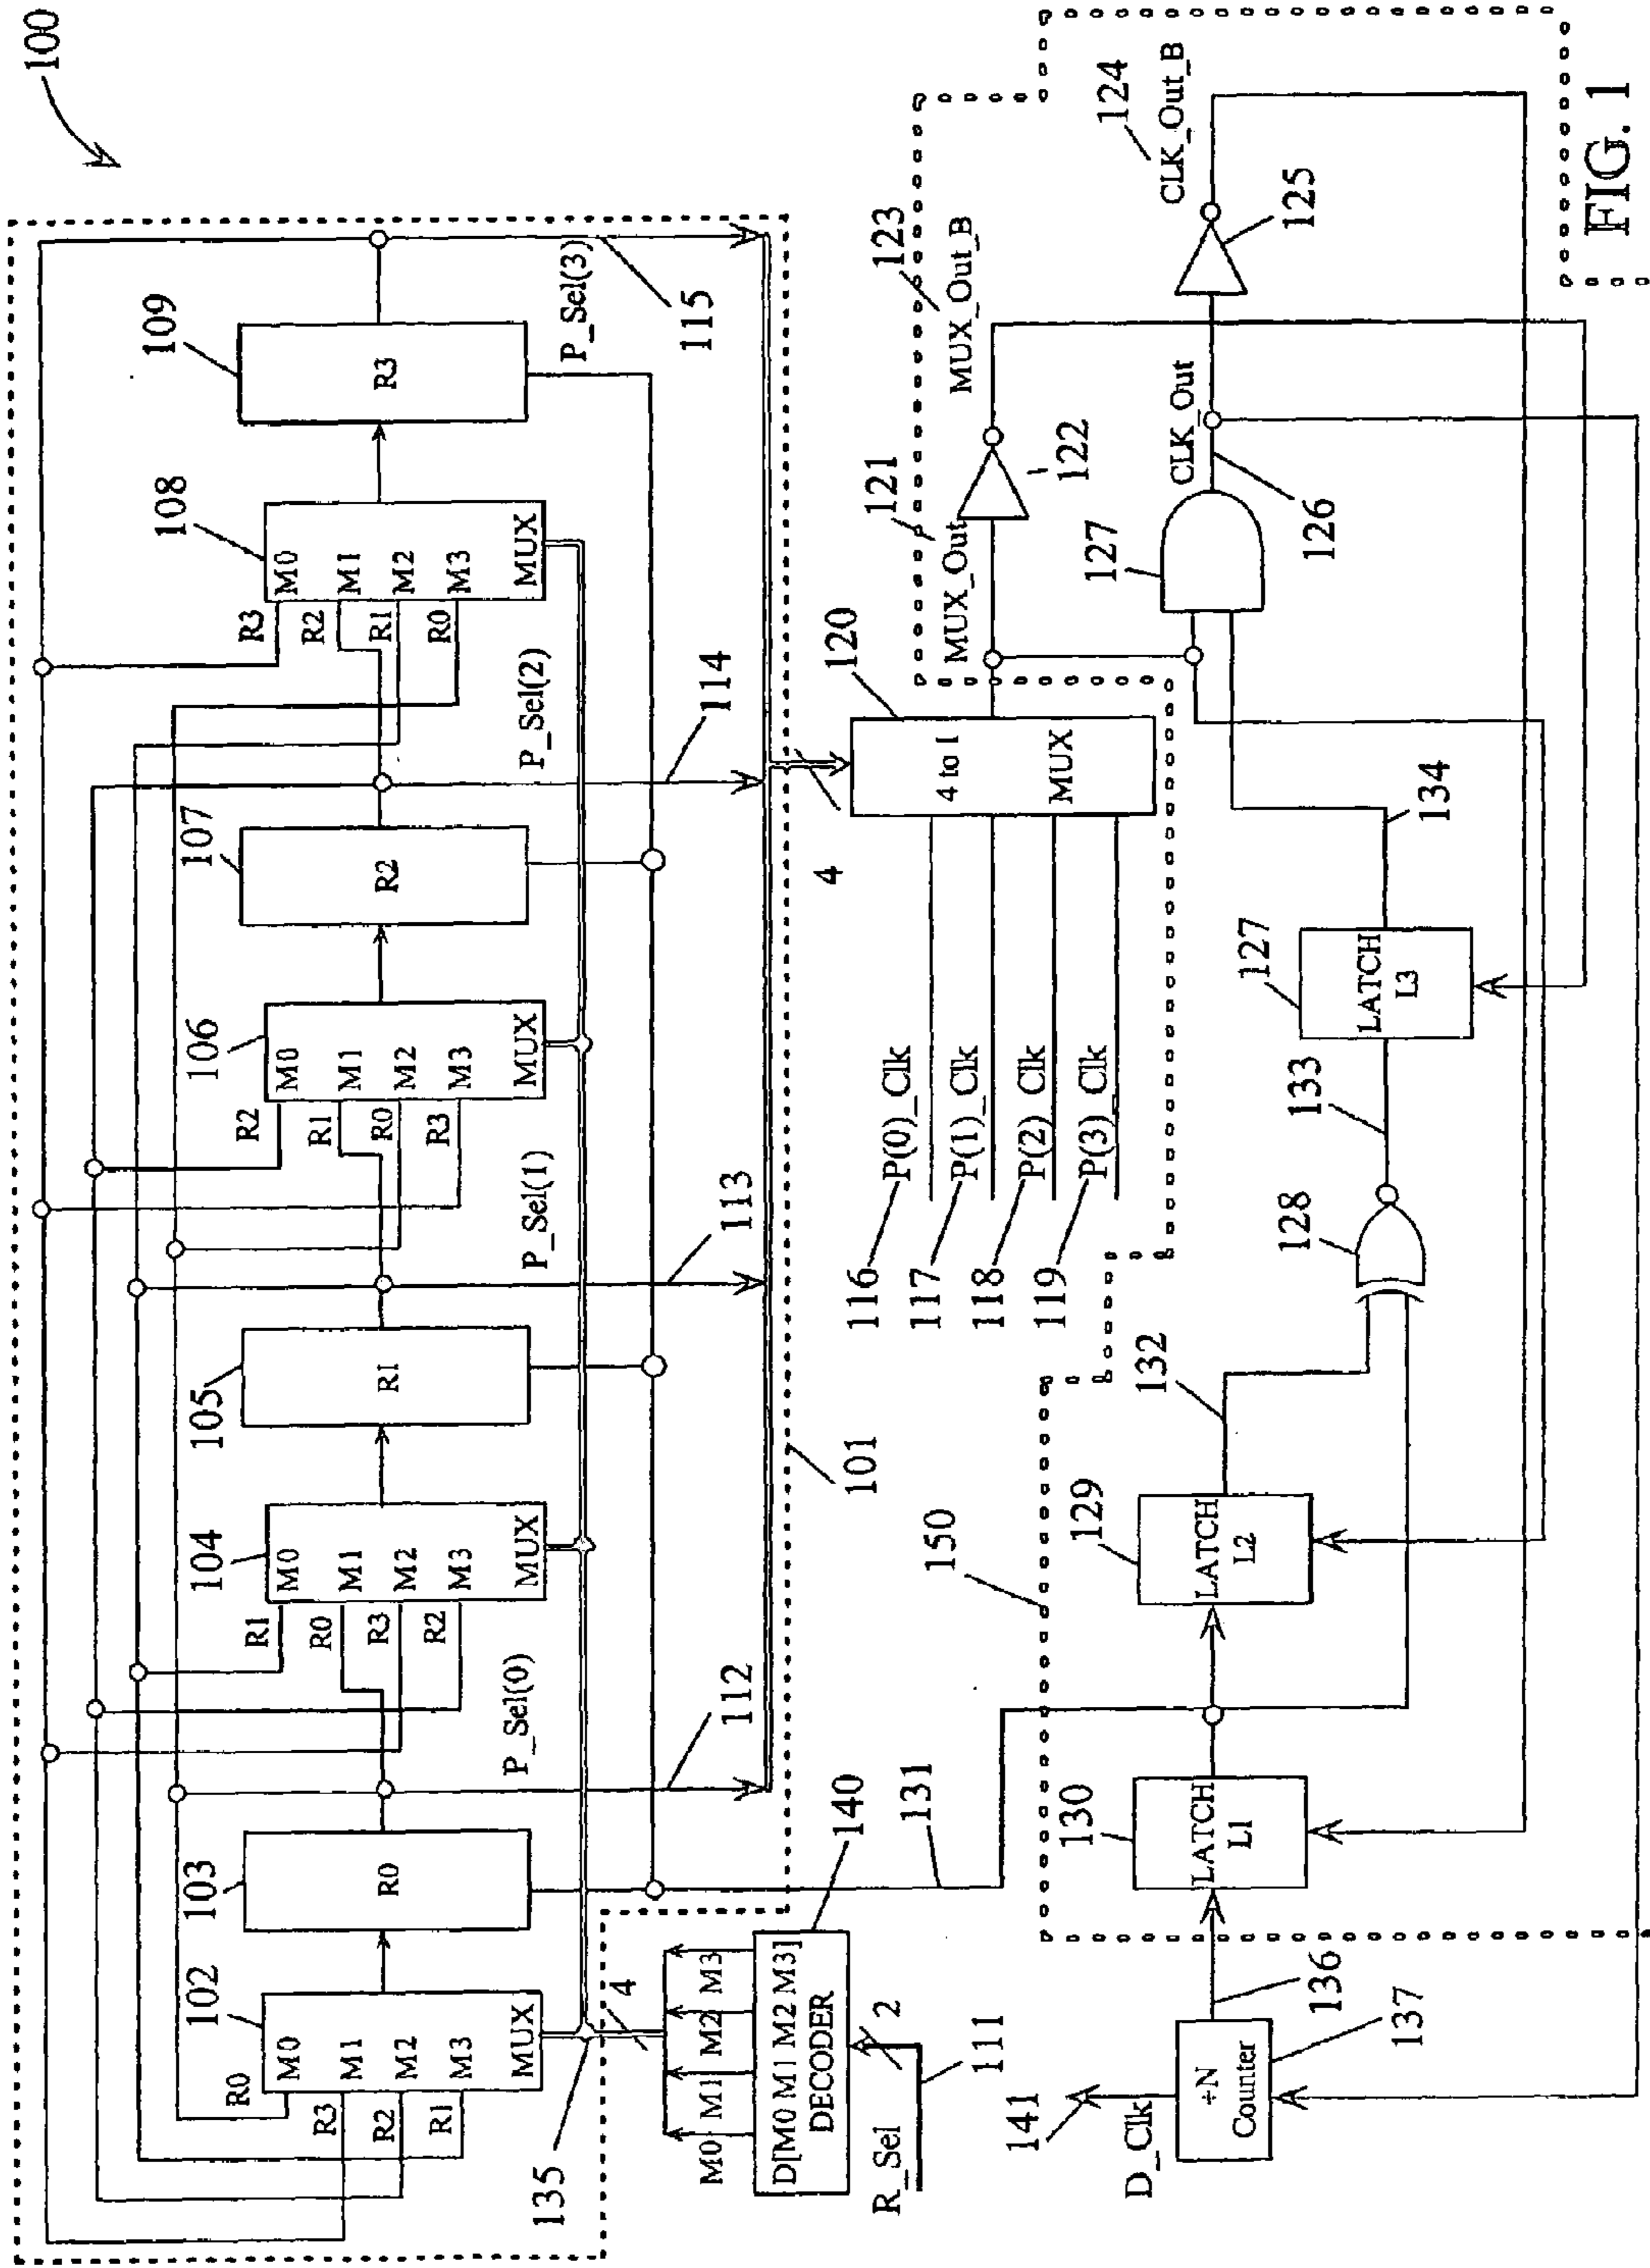 100
102
R0
R3
R2
R1
M0
M1
M2
M3
MUX
103
R0
P_Sel(0)
112
104
R1
R0
R3
R2
M0
M1
M2
M3
MUX
105
R1
P_Sel(1)
113
106
R2
R1
R0
R3
M0
M1
M2
M3
MUX
107
R2
P_Sel(2)
114
108
R3
R2
R1
R0
M0
M1
M2
M3
MUX
109
R3
P_Sel(3)
115
101
135
4
M0 M1 M2 M3
D[M0 M1 M2 M3]
DECODER
140
R_Sel
2
111
131
116 P(0)_Clk
117 P(1)_Clk
118 P(2)_Clk
119 P(3)_Clk
4
120
4 to 1
MUX
121
MUX_Out
122
123
MUX_Out_B
150
141
D_Clk
÷N
Counter
137
136
130
LATCH
L1
129
LATCH
L2
132
128
133
127
LATCH
L3
134
127
CLK_Out
126
125
124
CLK_Out_B
FIG. 1